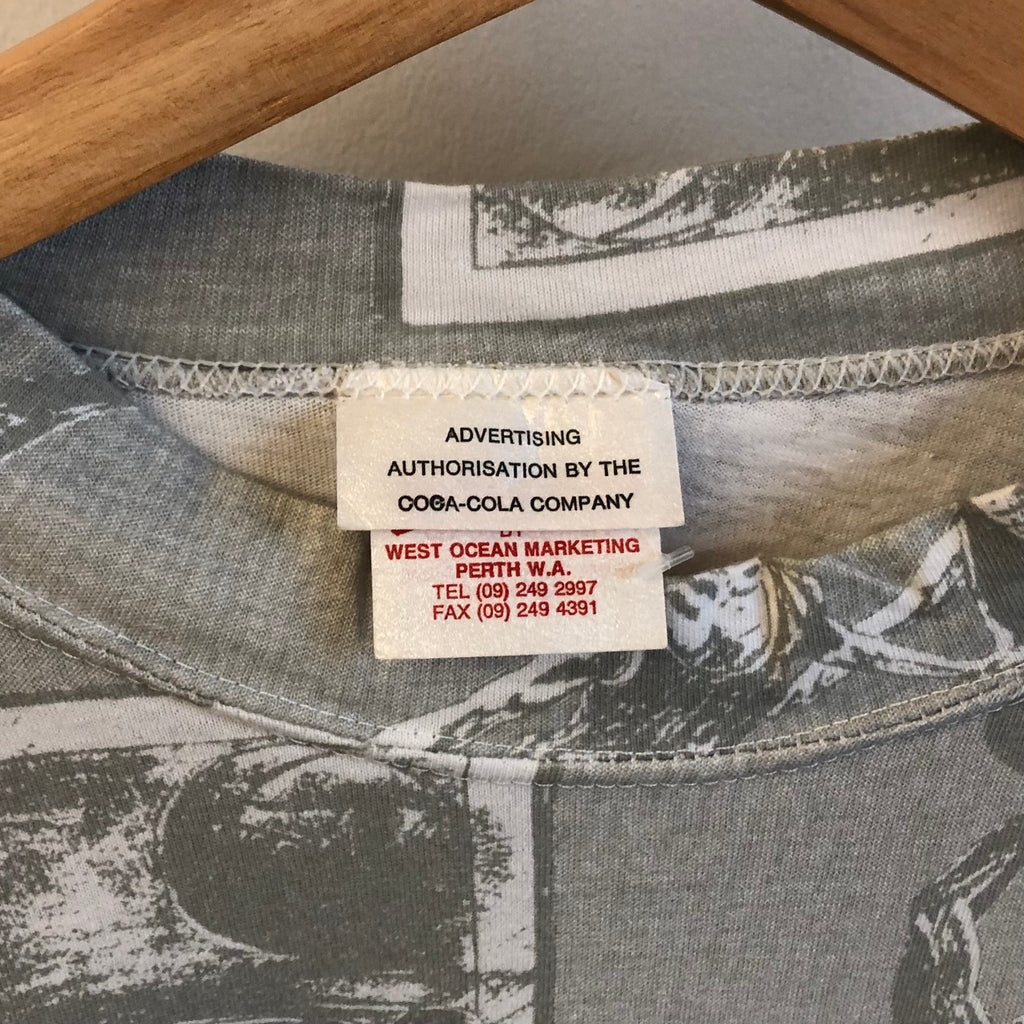 ADVERTISING
AUTHORISATION BY THE
COCA-COLA COMPANY
WEST OCEAN MARKETING
PERTH W.A.
TEL (09) 249 2997
FAX (09) 249 4391